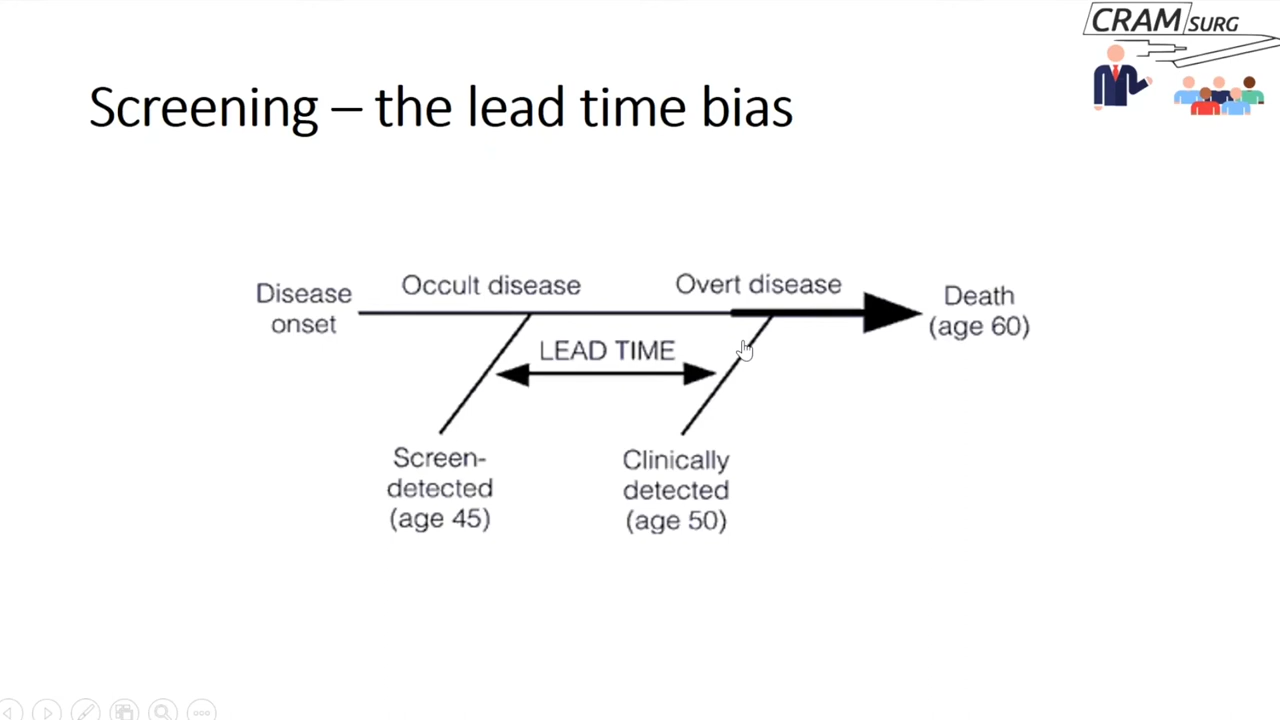 CRAM SURG
Screening – the lead time bias
Disease
onset
Occult disease
Overt disease
Death
(age 60)
LEAD TIME
Screen-
detected
(age 45)
Clinically
detected
(age 50)